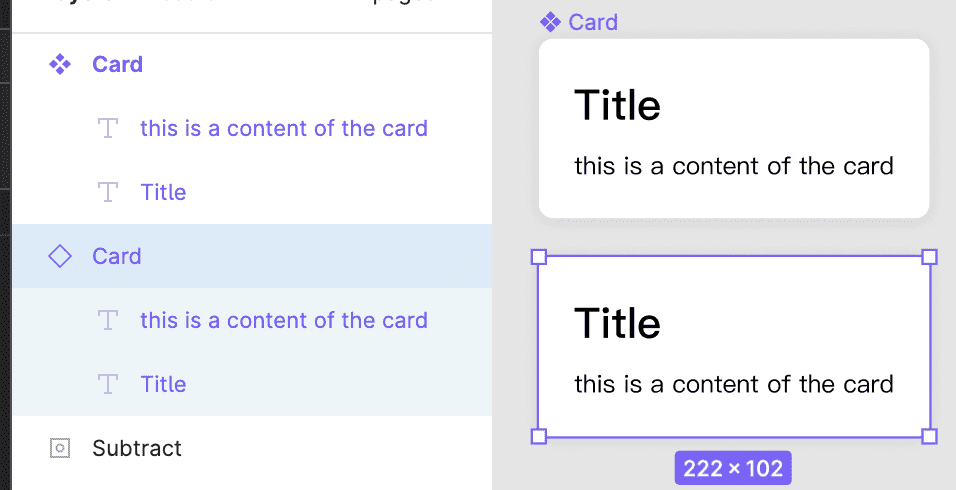 Card
this is a content of the card
Title
Card
this is a content of the card
Title
Subtract
Card
Title
this is a content of the card
Title
this is a content of the card
222 × 102